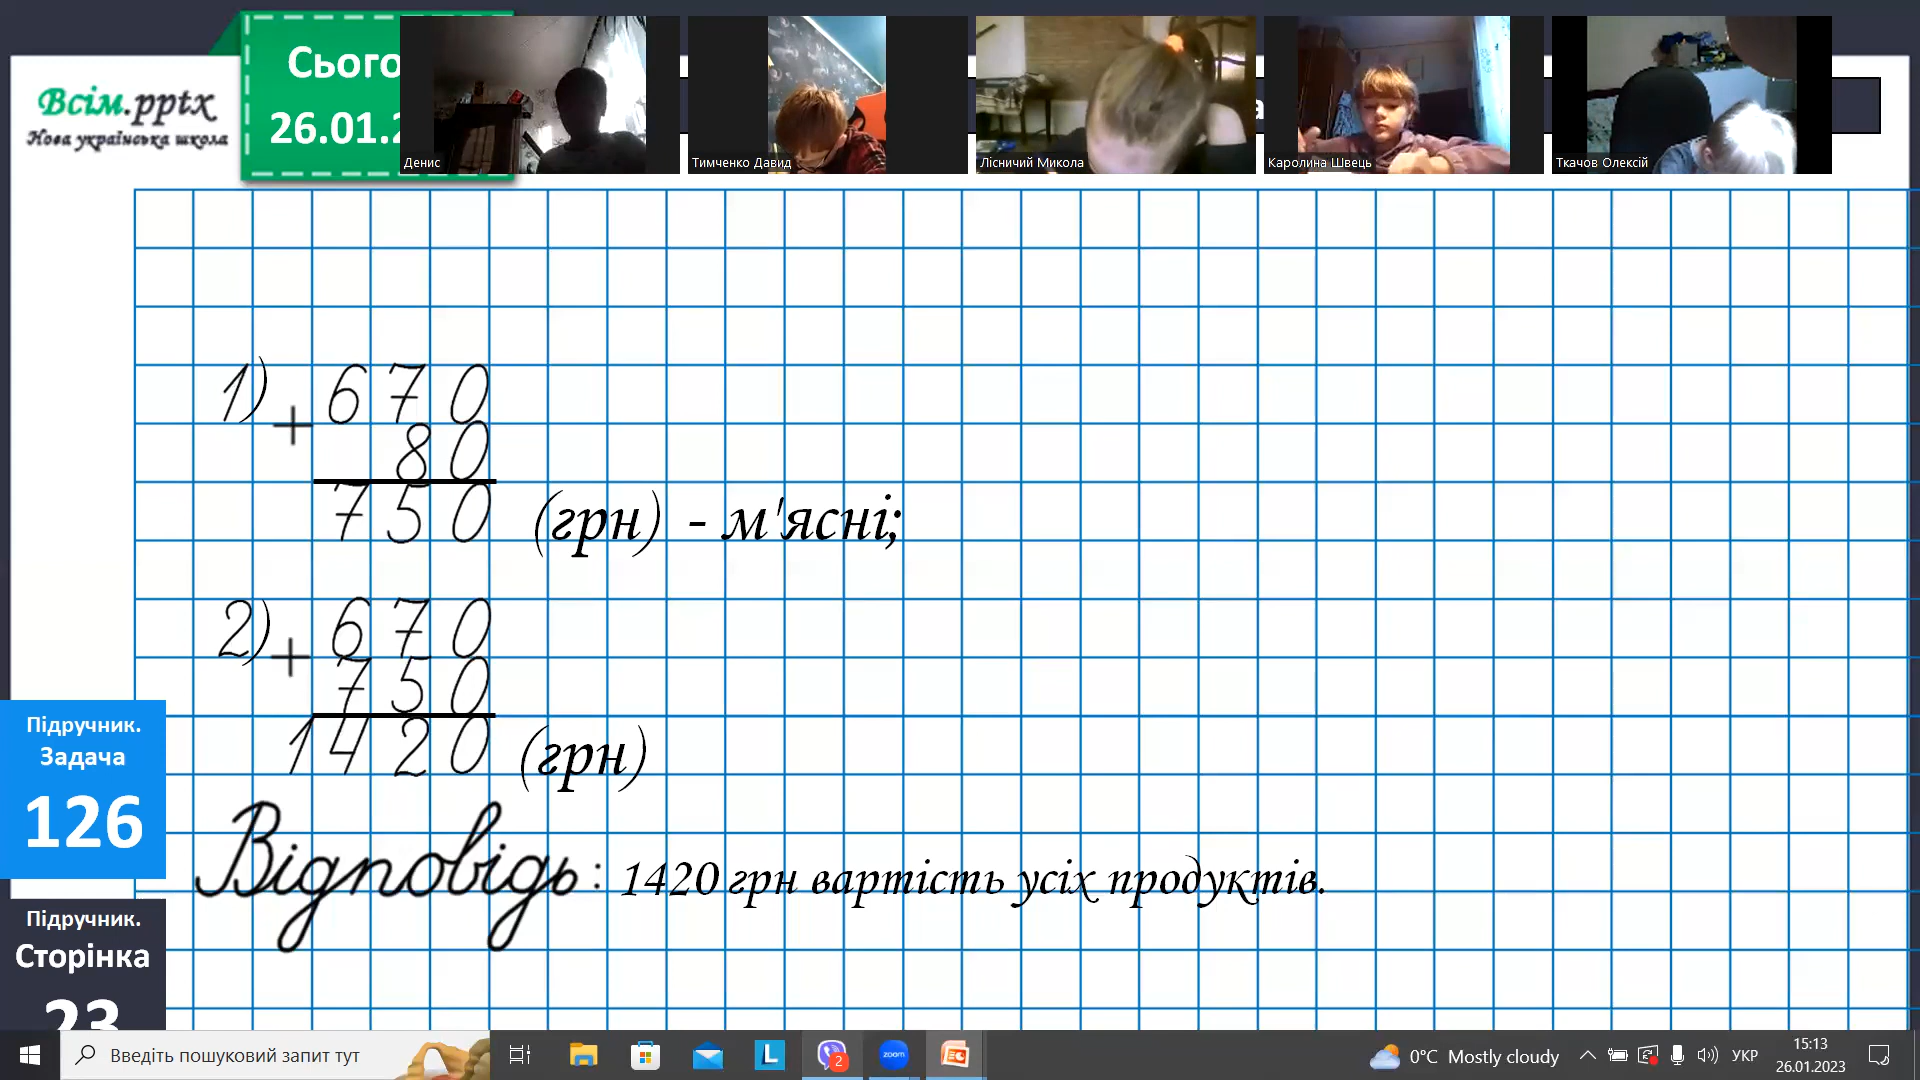 Всім.pptx
Нова українська школа
Сього
26.01.2
Денис
Тимченко Давид
Лісничий Микола
Каролина Швець
Ткачов Олексій
1) + 670
80
750 (грн) - м'ясні;
2) + 670
750
1420 (грн)
Відповідь: 1420 грн вартість усіх продуктів.
Підручник.
Задача
126
Підручник.
Сторінка
23
Введіть пошуковий запит тут
L
2
zoom
0°C Mostly cloudy
УКР
15:13
26.01.2023